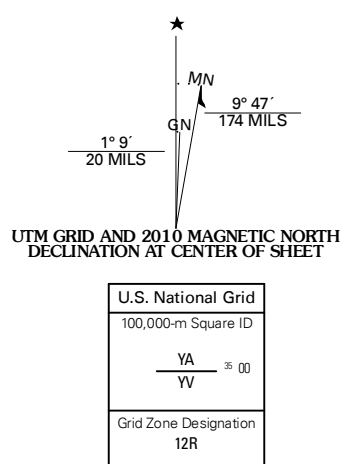 ★
MN
9° 47´
174 MILS
GN
1° 9´
20 MILS
UTM GRID AND 2010 MAGNETIC NORTH
DECLINATION AT CENTER OF SHEET
U.S. National Grid
100,000-m Square ID
YA
35 00
YV
Grid Zone Designation
12R